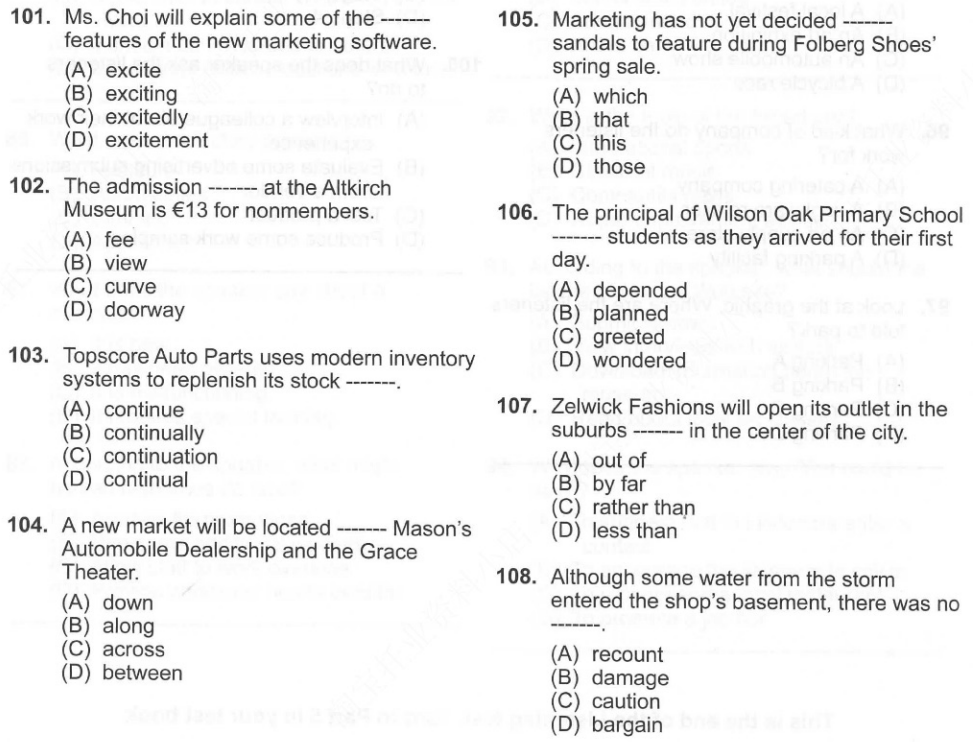 101. Ms. Choi will explain some of the -------
features of the new marketing software.
(A) excite
(B) exciting
(C) excitedly
(D) excitement
102. The admission ------- at the Altkirch
Museum is €13 for nonmembers.
(A) fee
(B) view
(C) curve
(D) doorway
103. Topscore Auto Parts uses modern inventory
systems to replenish its stock -------.
(A) continue
(B) continually
(C) continuation
(D) continual
104. A new market will be located ------- Mason's
Automobile Dealership and the Grace
Theater.
(A) down
(B) along
(C) across
(D) between
105. Marketing has not yet decided -------
sandals to feature during Folberg Shoes'
spring sale.
(A) which
(B) that
(C) this
(D) those
106. The principal of Wilson Oak Primary School
------- students as they arrived for their first
day.
(A) depended
(B) planned
(C) greeted
(D) wondered
107. Zelwick Fashions will open its outlet in the
suburbs ------- in the center of the city.
(A) out of
(B) by far
(C) rather than
(D) less than
108. Although some water from the storm
entered the shop's basement, there was no
-------.
(A) recount
(B) damage
(C) caution
(D) bargain